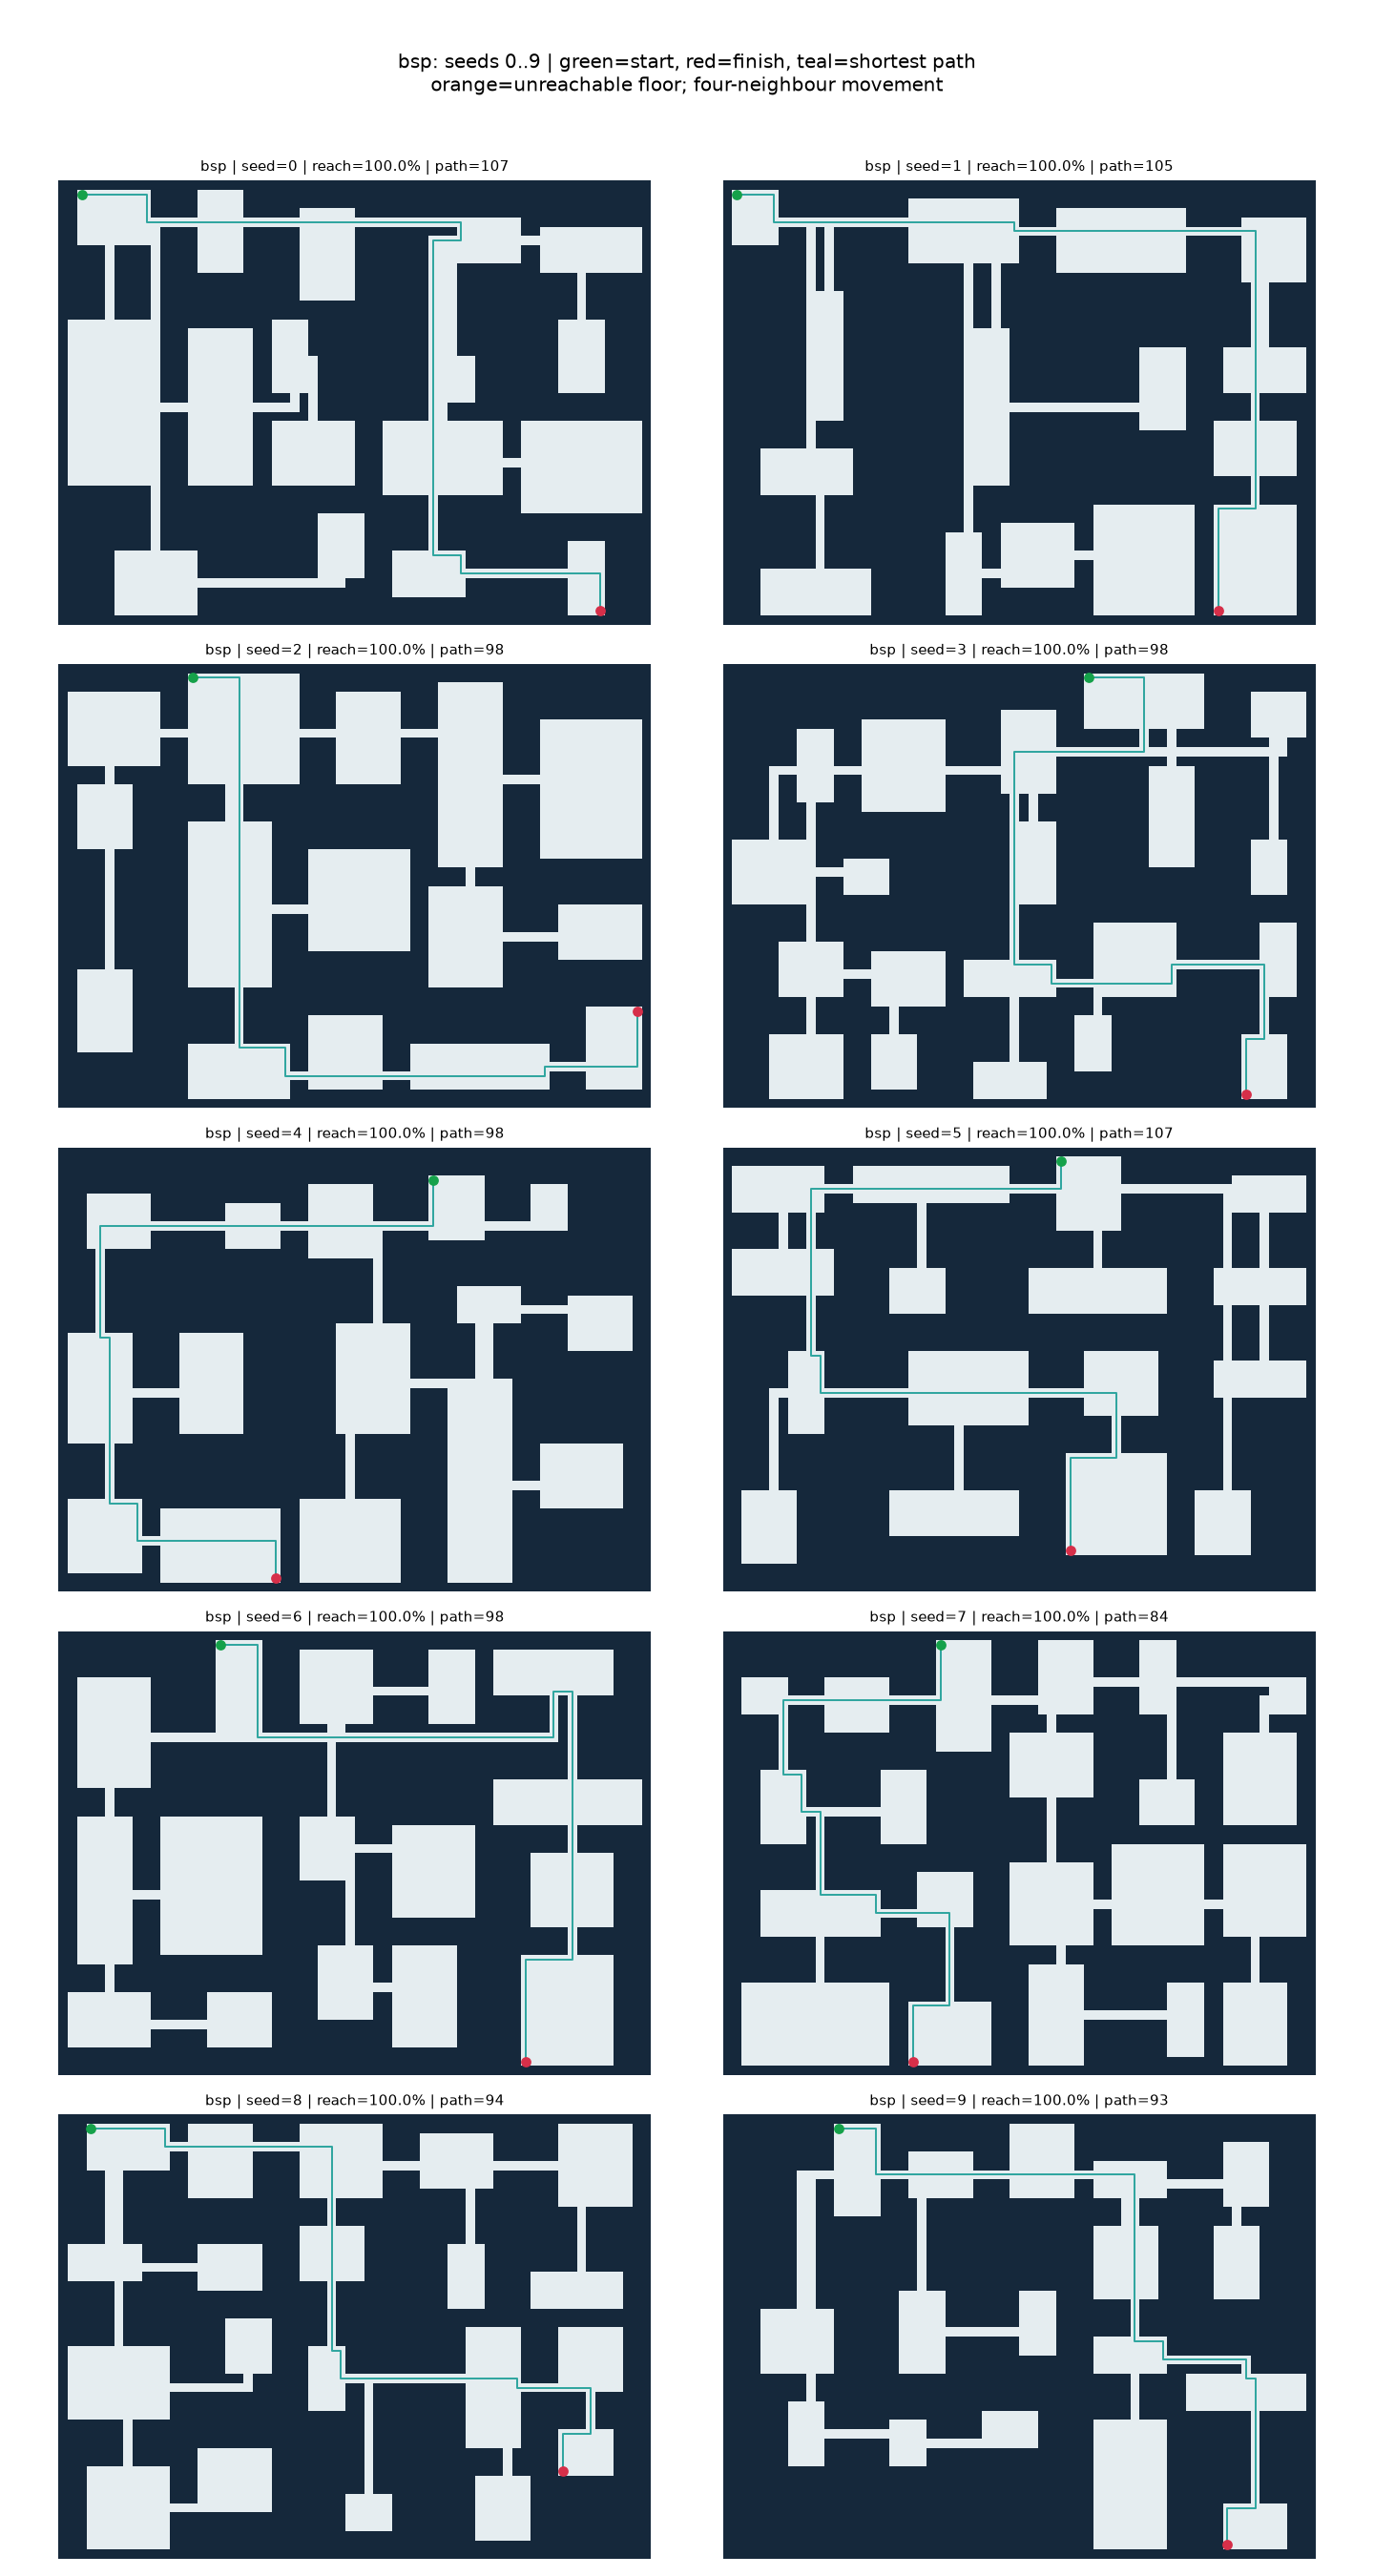 bsp: seeds 0..9 | green=start, red=finish, teal=shortest path
orange=unreachable floor; four-neighbour movement
bsp | seed=0 | reach=100.0% | path=107
bsp | seed=1 | reach=100.0% | path=105
bsp | seed=2 | reach=100.0% | path=98
bsp | seed=3 | reach=100.0% | path=98
bsp | seed=4 | reach=100.0% | path=98
bsp | seed=5 | reach=100.0% | path=107
bsp | seed=6 | reach=100.0% | path=98
bsp | seed=7 | reach=100.0% | path=84
bsp | seed=8 | reach=100.0% | path=94
bsp | seed=9 | reach=100.0% | path=93